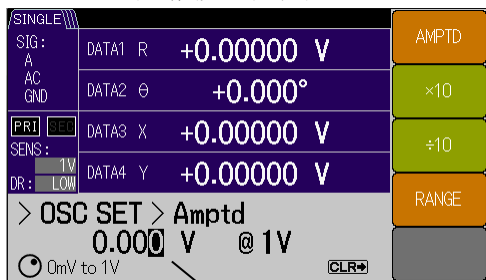 SINGLE
SIG:
A
AC
GND
PRI SEC
SENS:
1V
DR: LOW
DATA1 R +0.00000 V
DATA2 θ +0.000°
DATA3 X +0.00000 V
DATA4 Y +0.00000 V
> OSC SET > Amptd
0.000 V @ 1V
0mV to 1V
CLR→
AMPTD
×10
÷10
RANGE